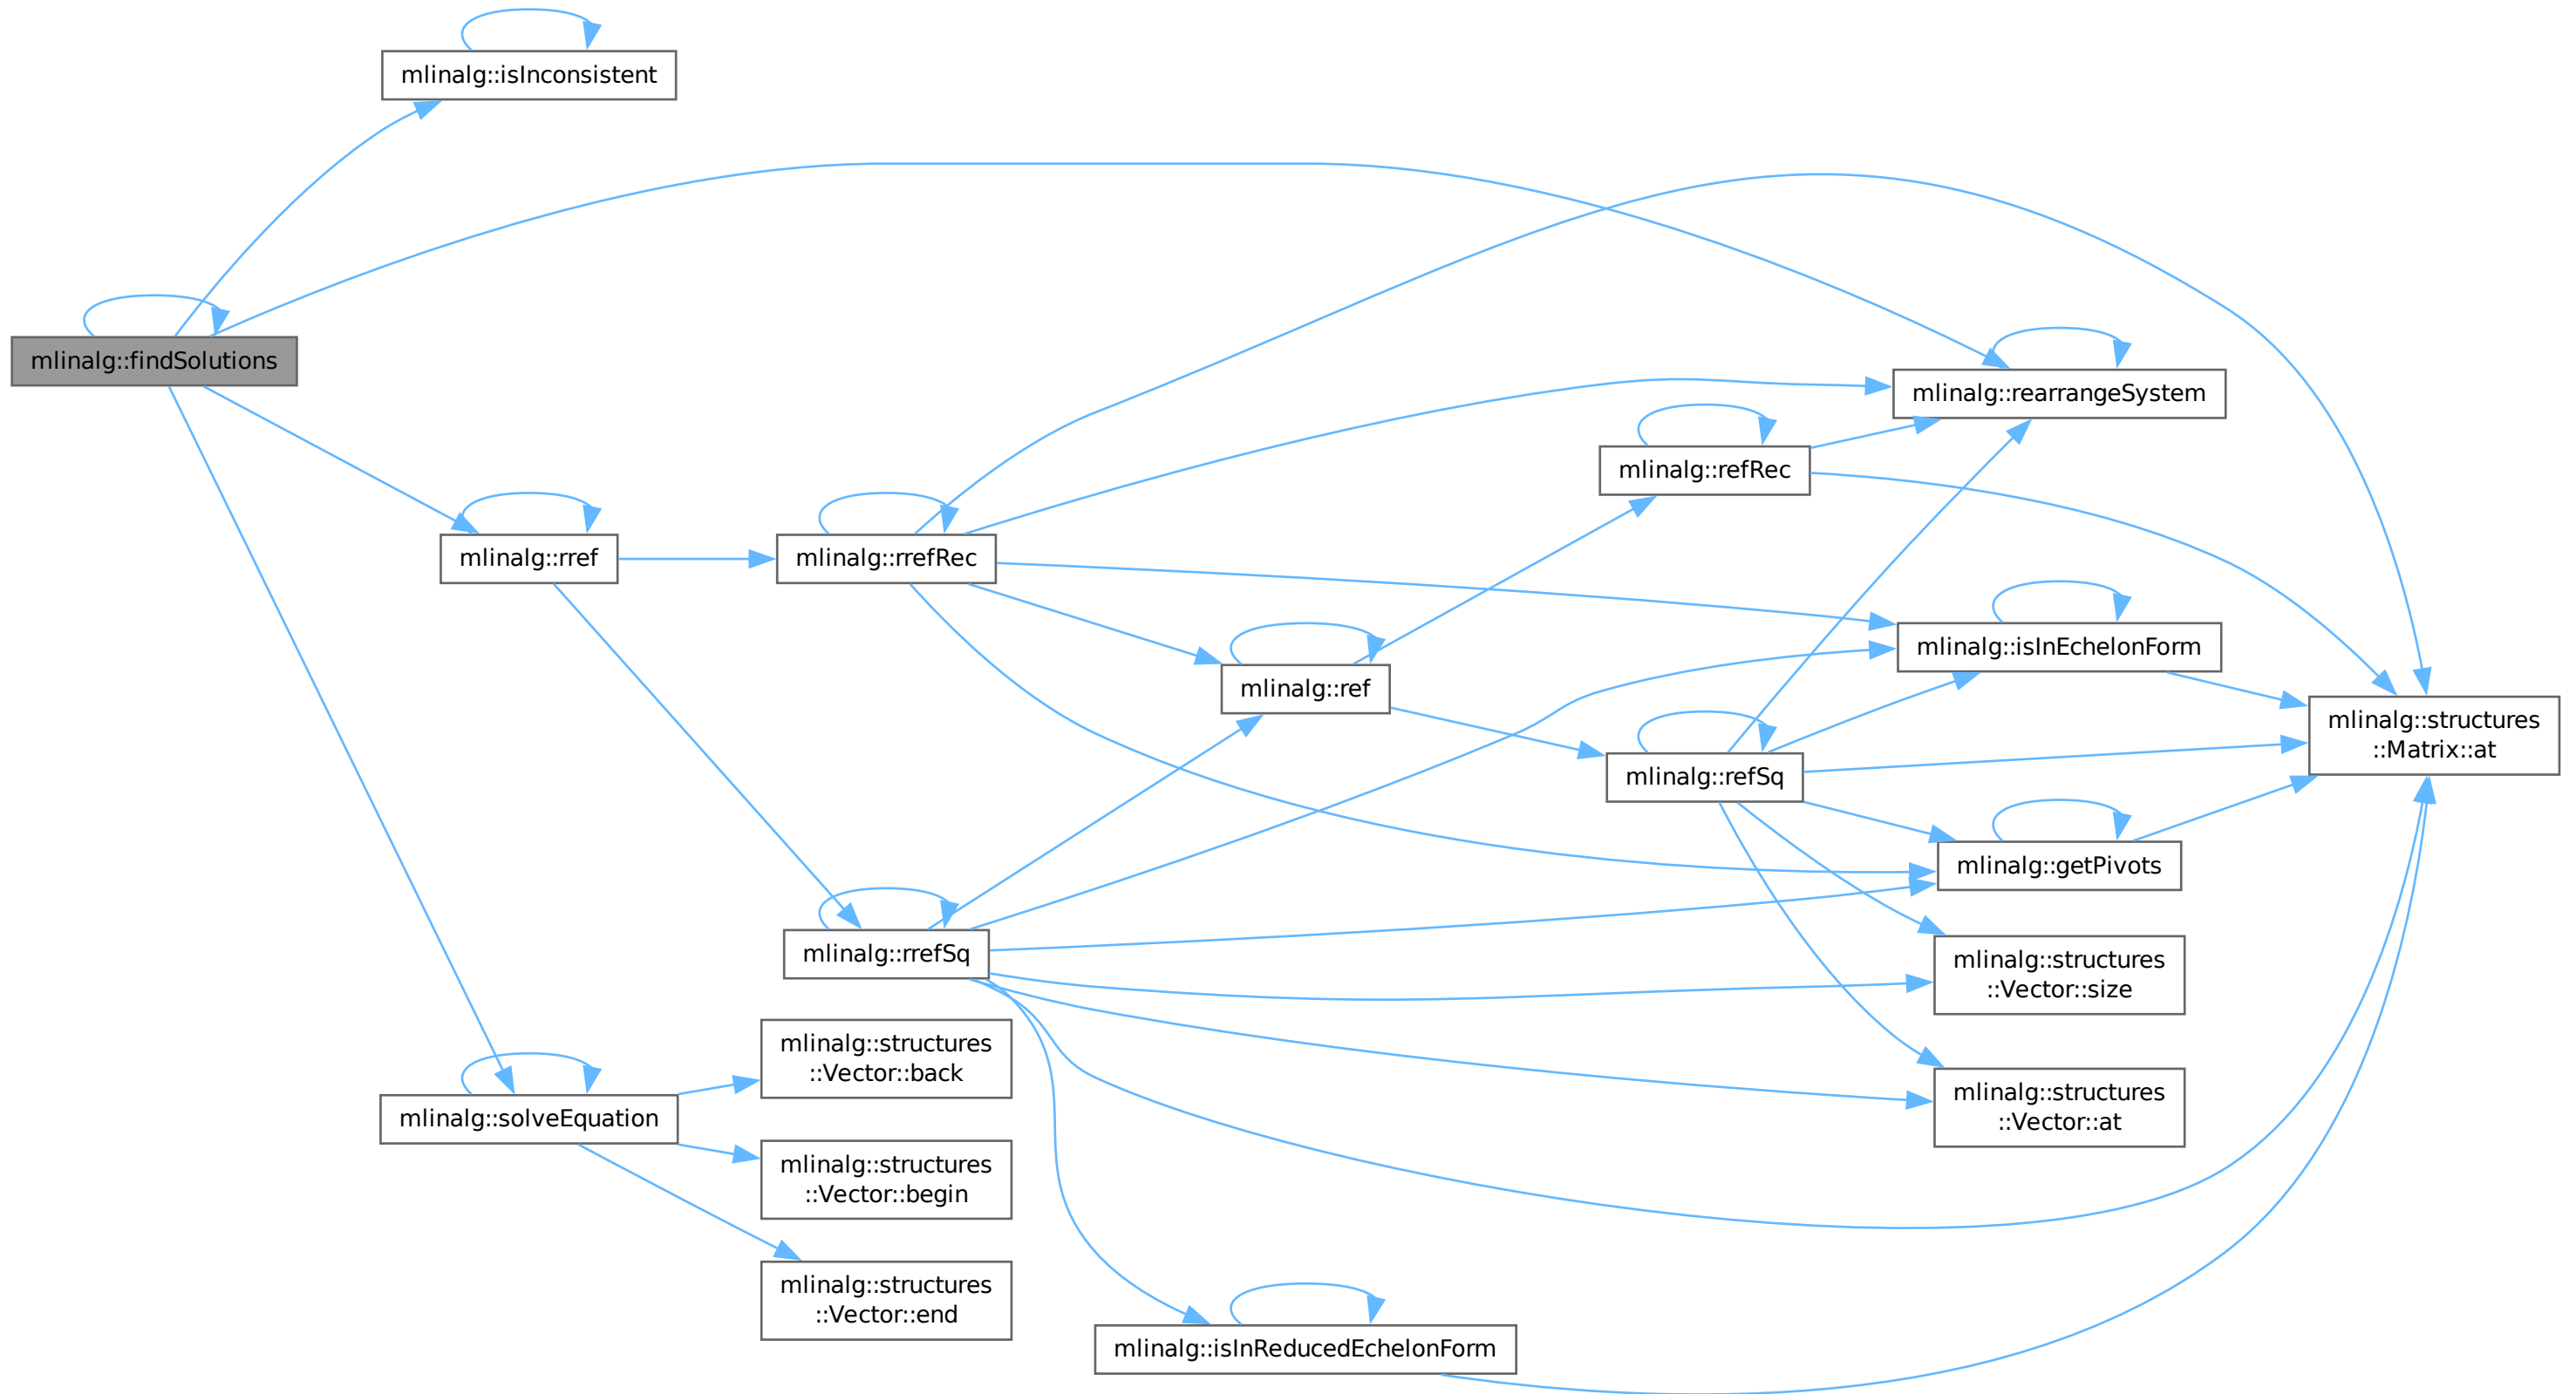 mlinalg::isInconsistent
mlinalg::findSolutions
mlinalg::rearrangeSystem
mlinalg::refRec
mlinalg::rref
mlinalg::rrefRec
mlinalg::isInEchelonForm
mlinalg::ref
mlinalg::structures
::Matrix::at
mlinalg::refSq
mlinalg::getPivots
mlinalg::rrefSq
mlinalg::structures
::Vector::size
mlinalg::structures
::Vector::back
mlinalg::solveEquation
mlinalg::structures
::Vector::at
mlinalg::structures
::Vector::begin
mlinalg::structures
::Vector::end
mlinalg::isInReducedEchelonForm